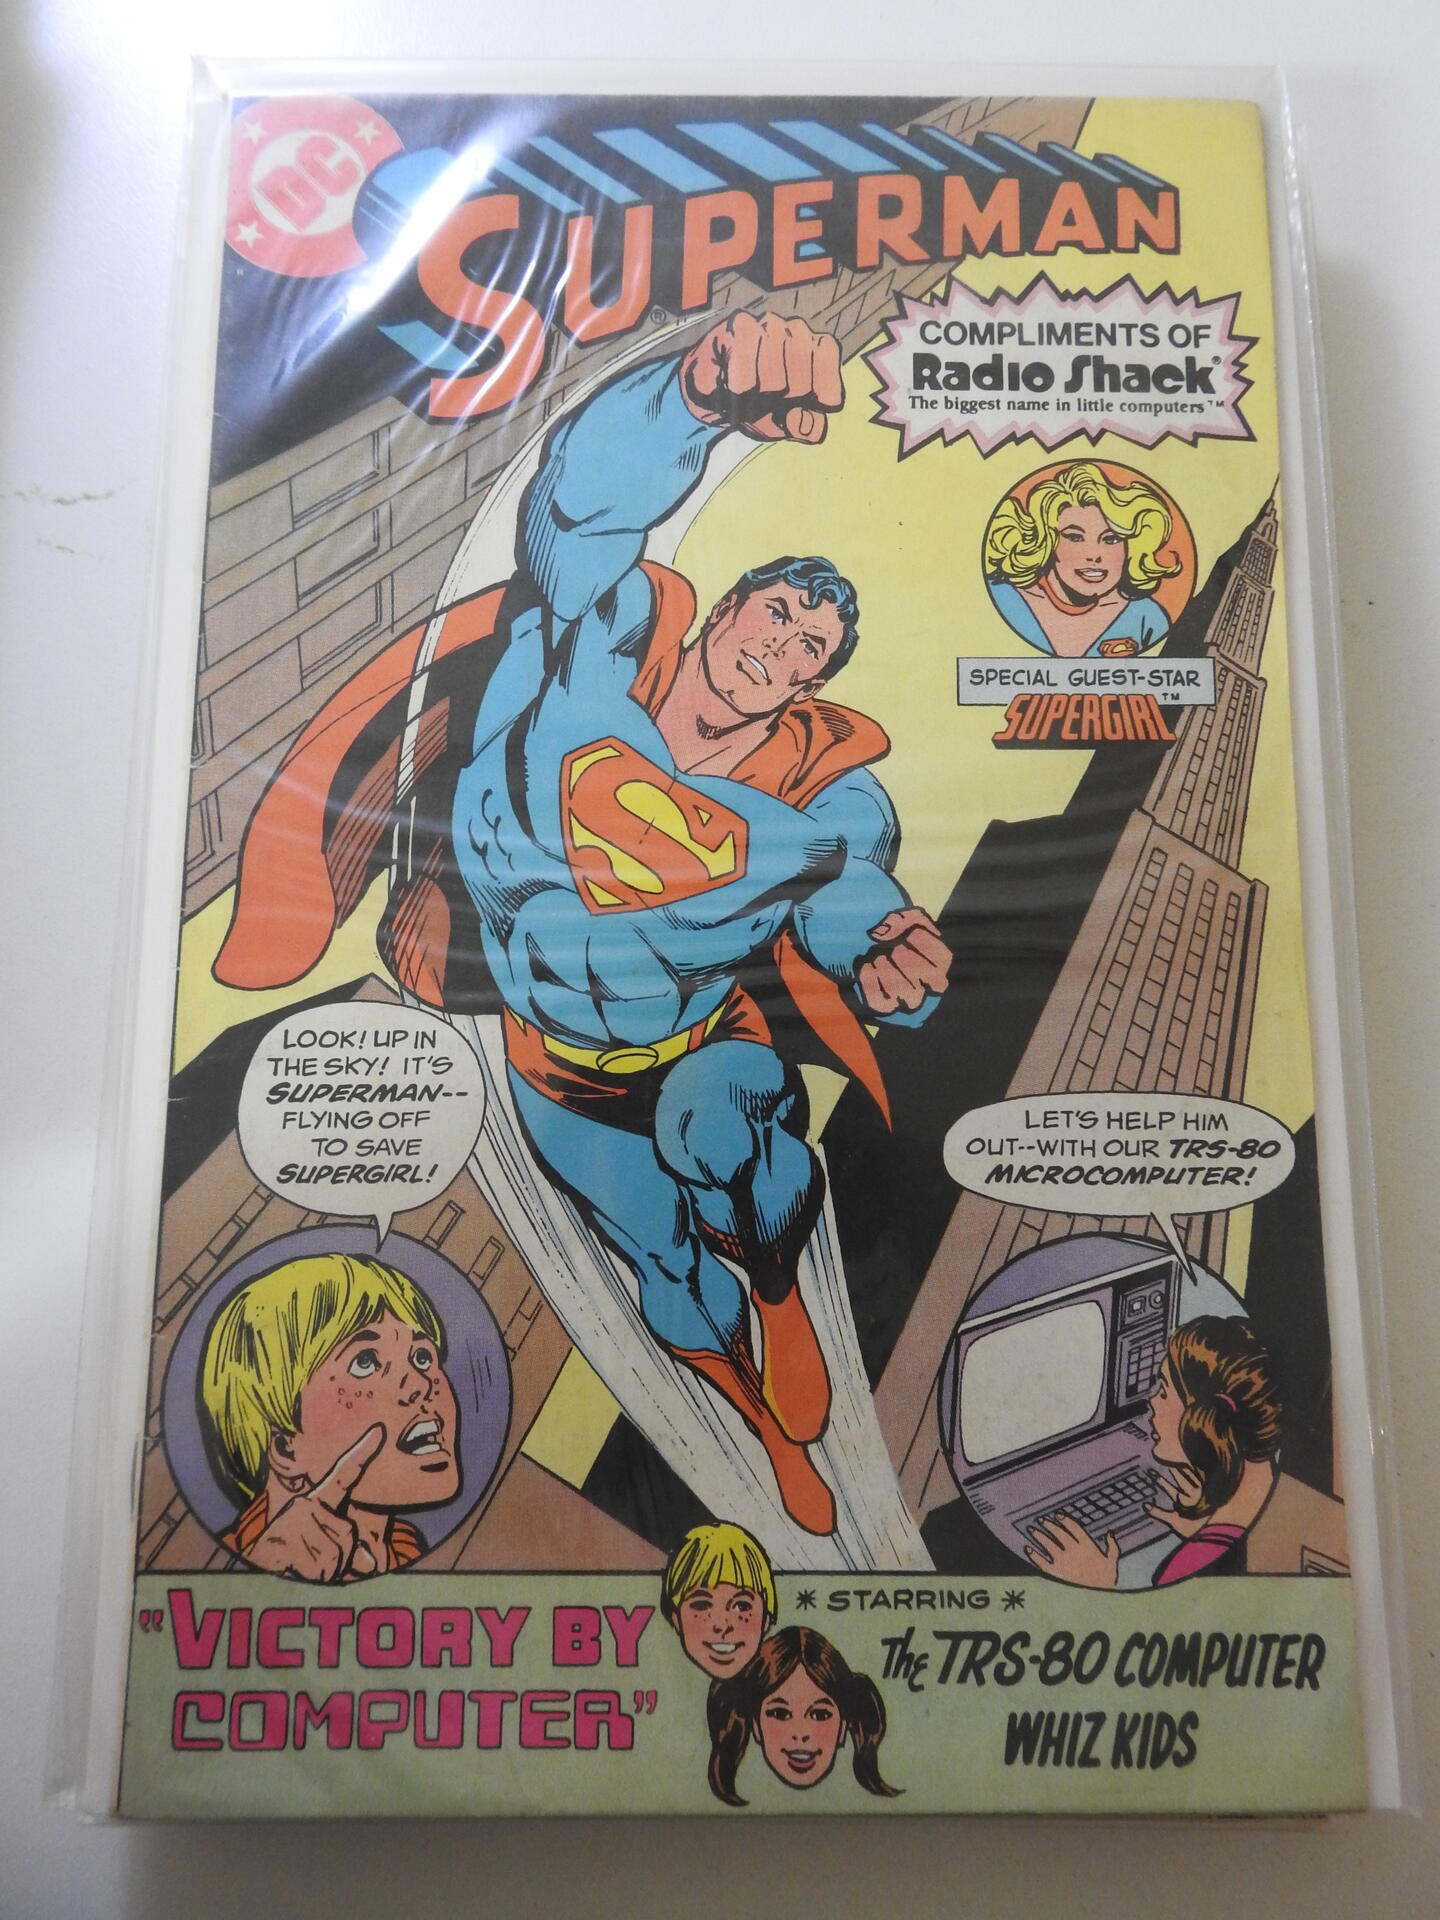 DC
SUPERMAN
®
COMPLIMENTS OF
Radio Shack®
The biggest name in little computers™
SPECIAL GUEST-STAR
SUPERGIRL™
LOOK! UP IN
THE SKY! IT'S
SUPERMAN--
FLYING OFF
TO SAVE
SUPERGIRL!
LET'S HELP HIM
OUT--WITH OUR TRS-80
MICROCOMPUTER!
"VICTORY BY
COMPUTER"
* STARRING *
The TRS-80 COMPUTER
WHIZ KIDS